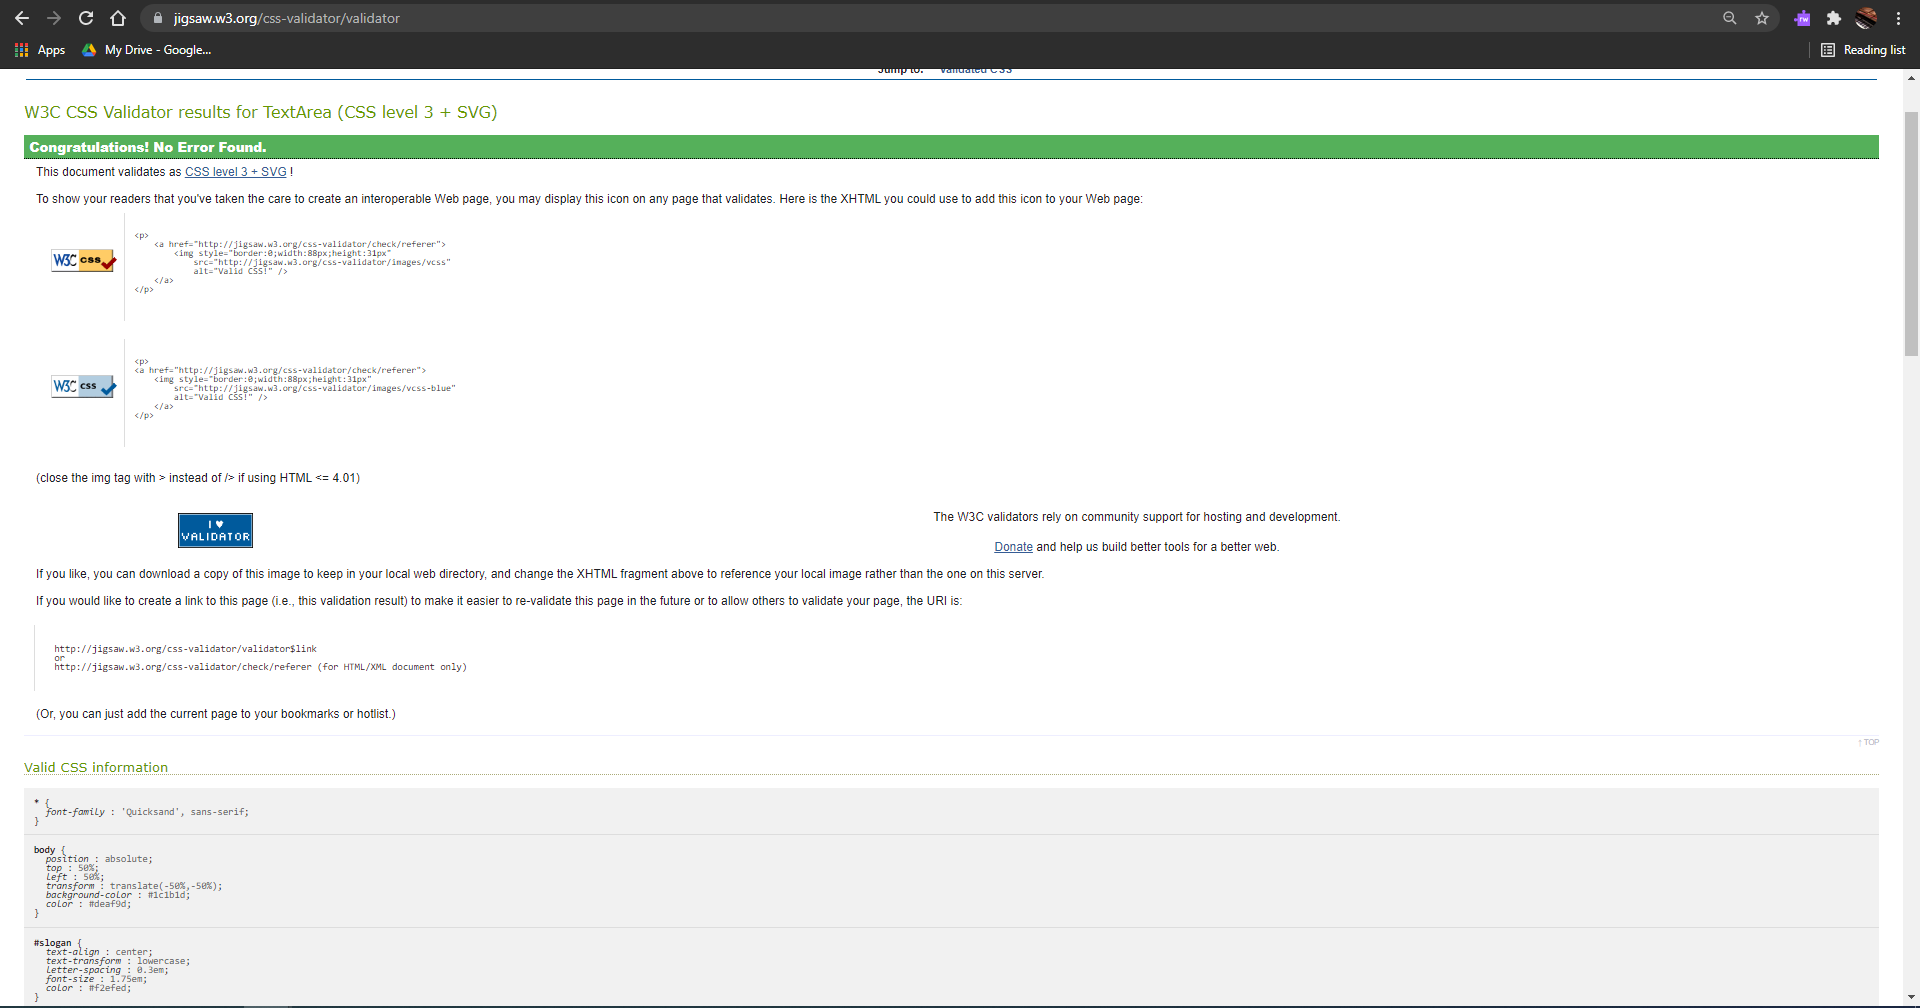 jigsaw.w3.org/css-validator/validator
Apps My Drive - Google... Reading list
Jump to: Validated CSS
W3C CSS Validator results for TextArea (CSS level 3 + SVG)
Congratulations! No Error Found.
This document validates as CSS level 3 + SVG !
To show your readers that you've taken the care to create an interoperable Web page, you may display this icon on any page that validates. Here is the XHTML you could use to add this icon to your Web page:
W3C css
<p>
<a href="http://jigsaw.w3.org/css-validator/check/referer">
<img style="border:0;width:88px;height:31px"
src="http://jigsaw.w3.org/css-validator/images/vcss"
alt="Valid CSS!" />
</a>
</p>
W3C css
<p>
<a href="http://jigsaw.w3.org/css-validator/check/referer">
<img style="border:0;width:88px;height:31px"
src="http://jigsaw.w3.org/css-validator/images/vcss-blue"
alt="Valid CSS!" />
</a>
</p>
(close the img tag with > instead of /> if using HTML <= 4.01)
I ♥
VALIDATOR
The W3C validators rely on community support for hosting and development.
Donate and help us build better tools for a better web.
If you like, you can download a copy of this image to keep in your local web directory, and change the XHTML fragment above to reference your local image rather than the one on this server.
If you would like to create a link to this page (i.e., this validation result) to make it easier to re-validate this page in the future or to allow others to validate your page, the URI is:
http://jigsaw.w3.org/css-validator/validator$link
or
http://jigsaw.w3.org/css-validator/check/referer (for HTML/XML document only)
(Or, you can just add the current page to your bookmarks or hotlist.)
↑ TOP
Valid CSS information
* {
font-family : 'Quicksand', sans-serif;
}
body {
position : absolute;
top : 50%;
left : 50%;
transform : translate(-50%,-50%);
background-color : #1c1b1d;
color : #deaf9d;
}
#slogan {
text-align : center;
text-transform : lowercase;
letter-spacing : 0.3em;
font-size : 1.75em;
color : #f2efed;
}